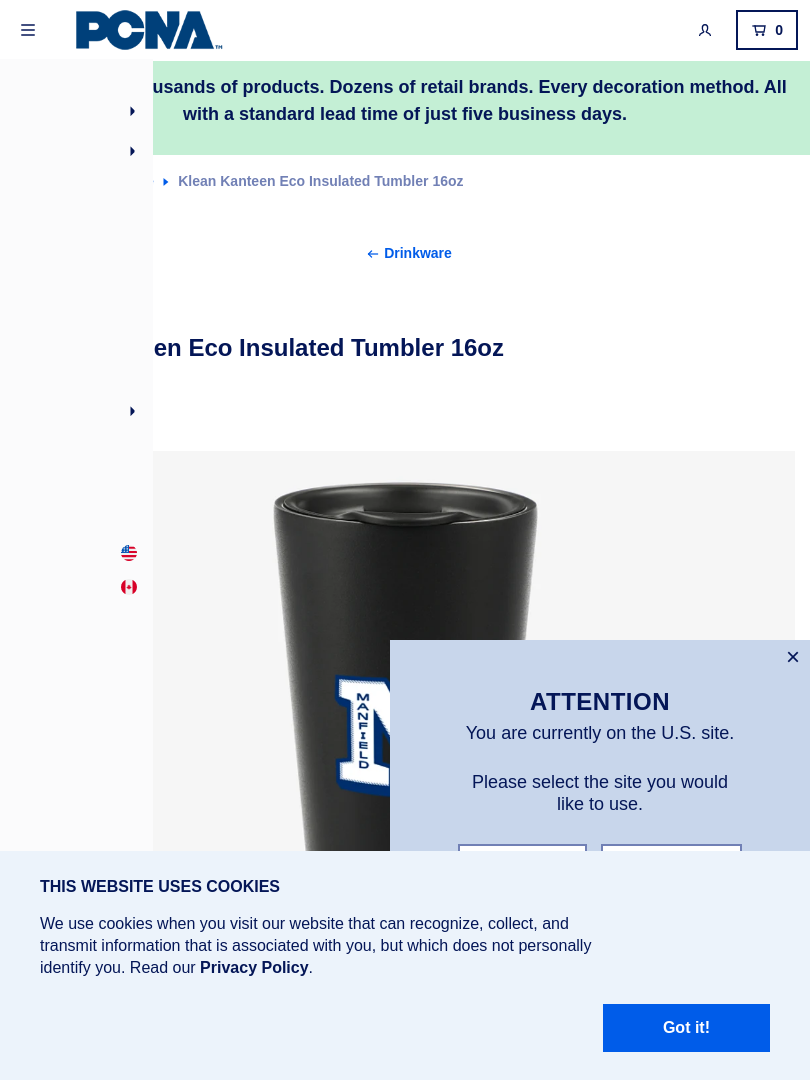 PCNA™
0
usands of products. Dozens of retail brands. Every decoration method. All
with a standard lead time of just five business days.
Klean Kanteen Eco Insulated Tumbler 16oz
Drinkware
en Eco Insulated Tumbler 16oz
MANFIELD
ATTENTION
You are currently on the U.S. site.
Please select the site you would
like to use.
THIS WEBSITE USES COOKIES
We use cookies when you visit our website that can recognize, collect, and
transmit information that is associated with you, but which does not personally
identify you. Read our Privacy Policy.
Got it!